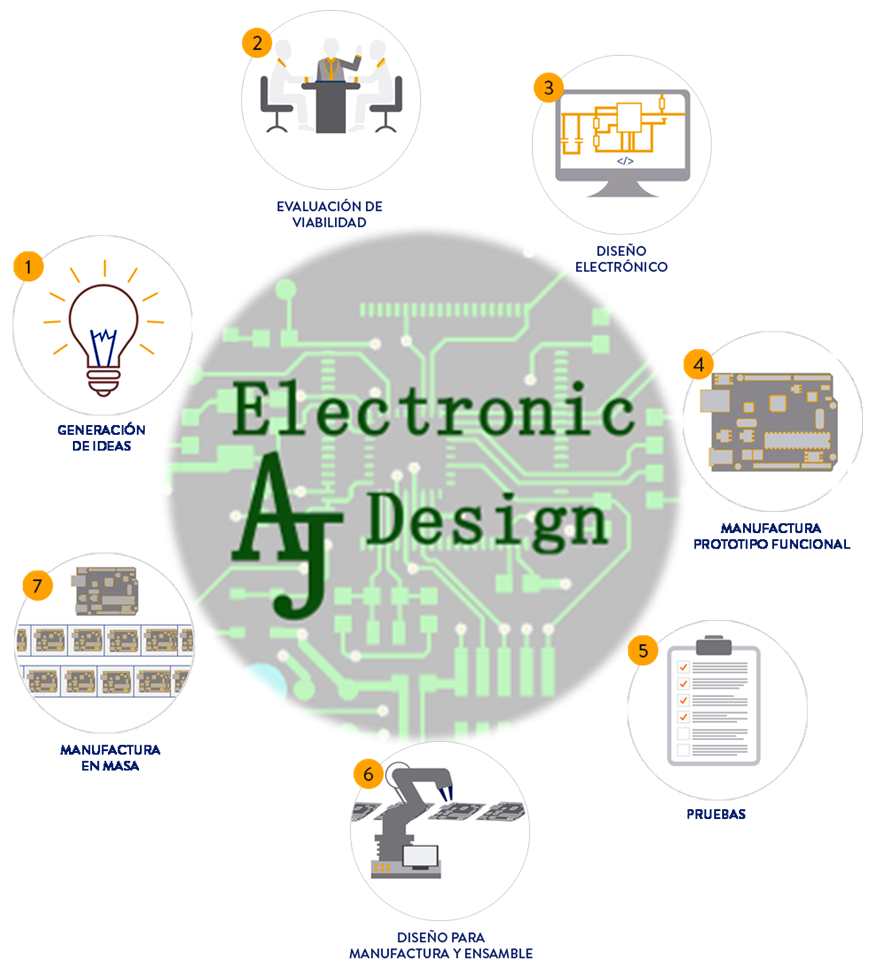 1
GENERACIÓN
DE IDEAS
2
EVALUACIÓN DE
VIABILIDAD
3
</>
DISEÑO
ELECTRÓNICO
4
MANUFACTURA
PROTOTIPO FUNCIONAL
5
PRUEBAS
6
DISEÑO PARA
MANUFACTURA Y ENSAMBLE
7
MANUFACTURA
EN MASA
Electronic
AJ Design